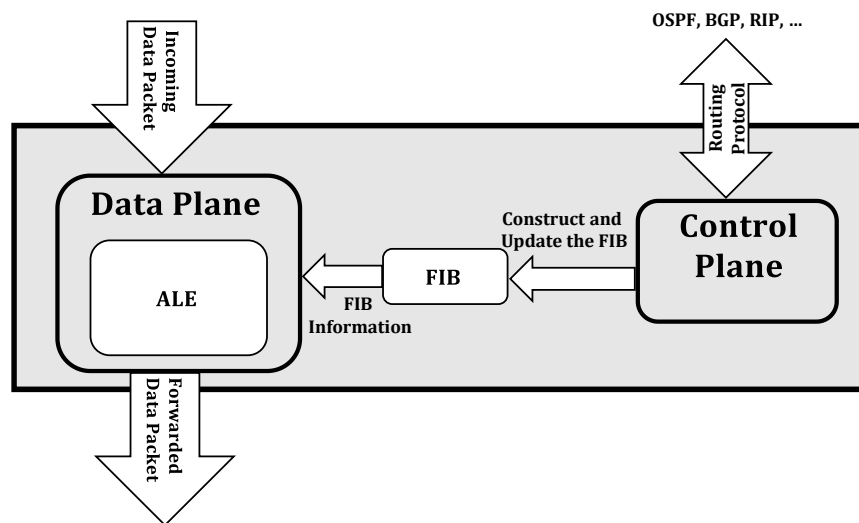 OSPF, BGP, RIP, ...
Incoming
Data Packet
Routing
Protocol
Data Plane
ALE
Construct and
Update the FIB
FIB
FIB
Information
Control
Plane
Forwarded
Data Packet